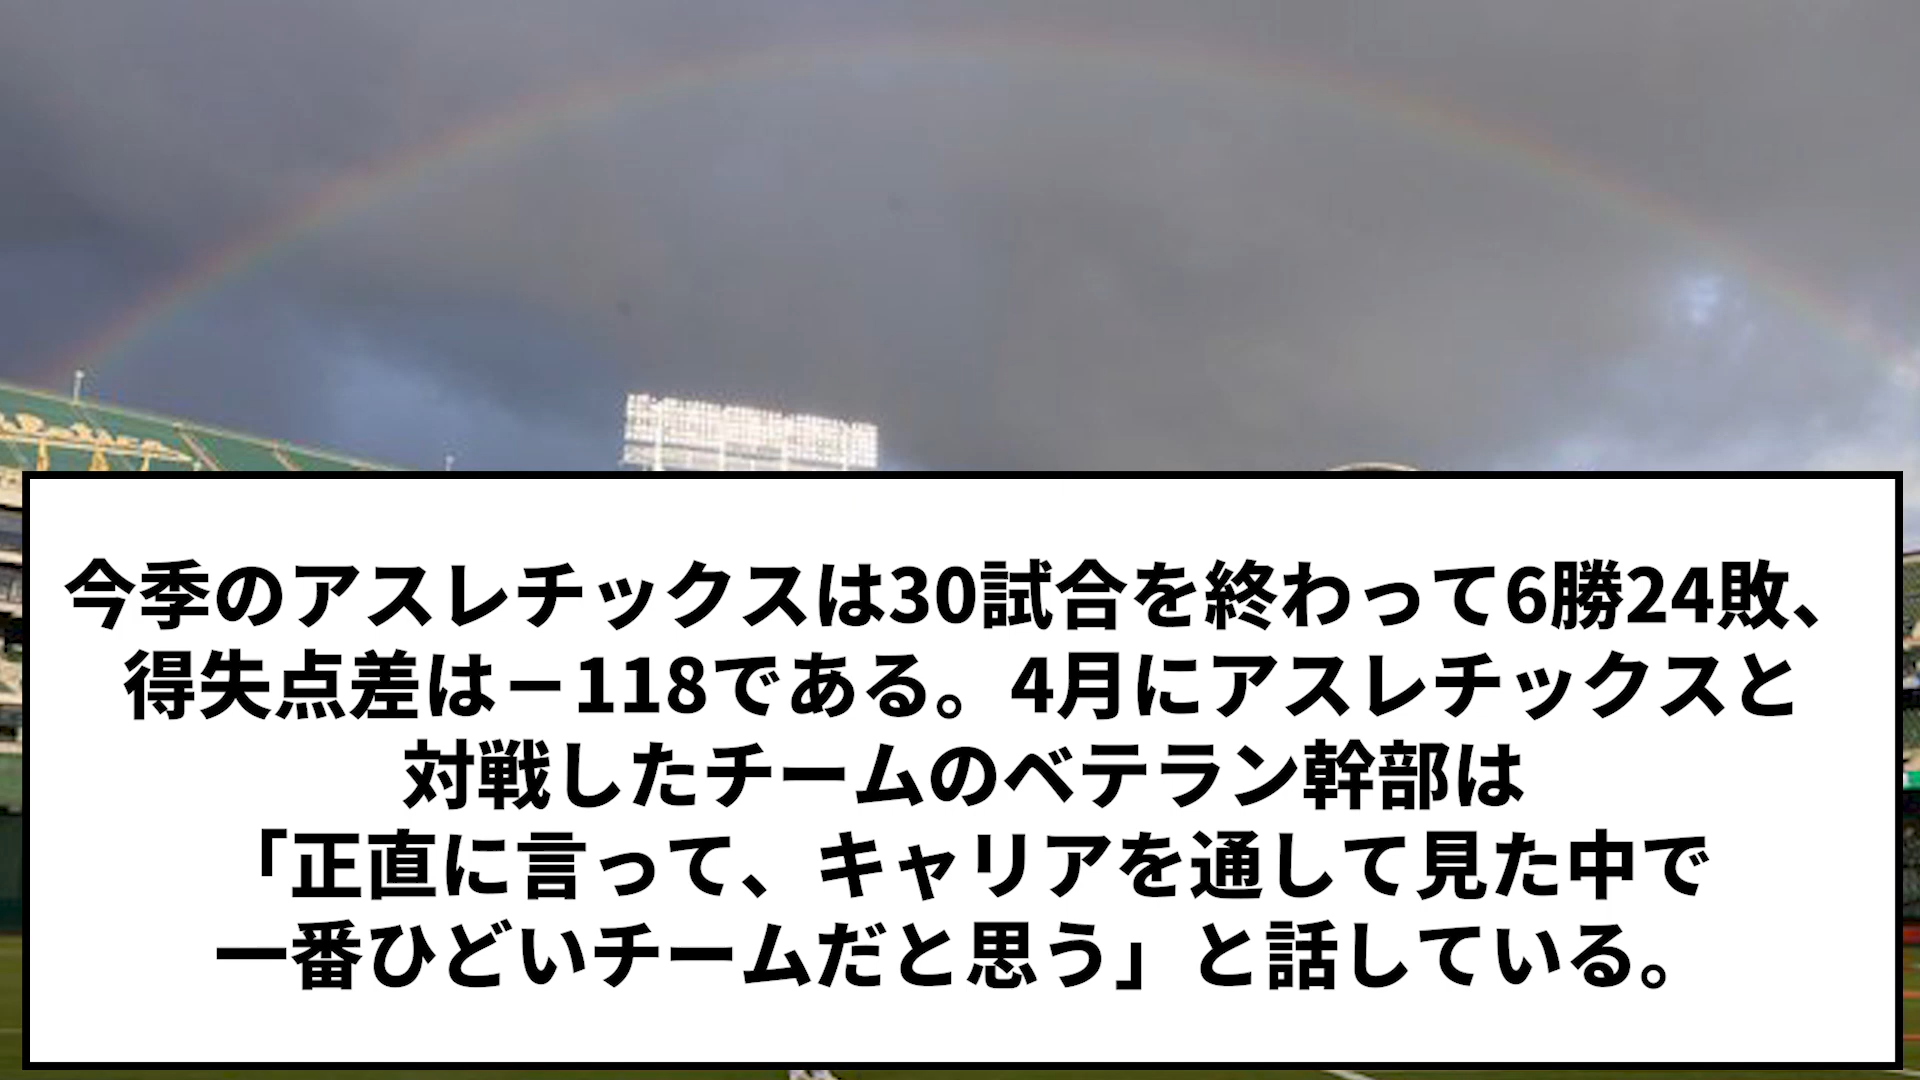 今季のアスレチックスは30試合を終わって6勝24敗、
得失点差は－118である。4月にアスレチックスと
対戦したチームのベテラン幹部は
「正直に言って、キャリアを通して見た中で
一番ひどいチームだと思う」と話している。